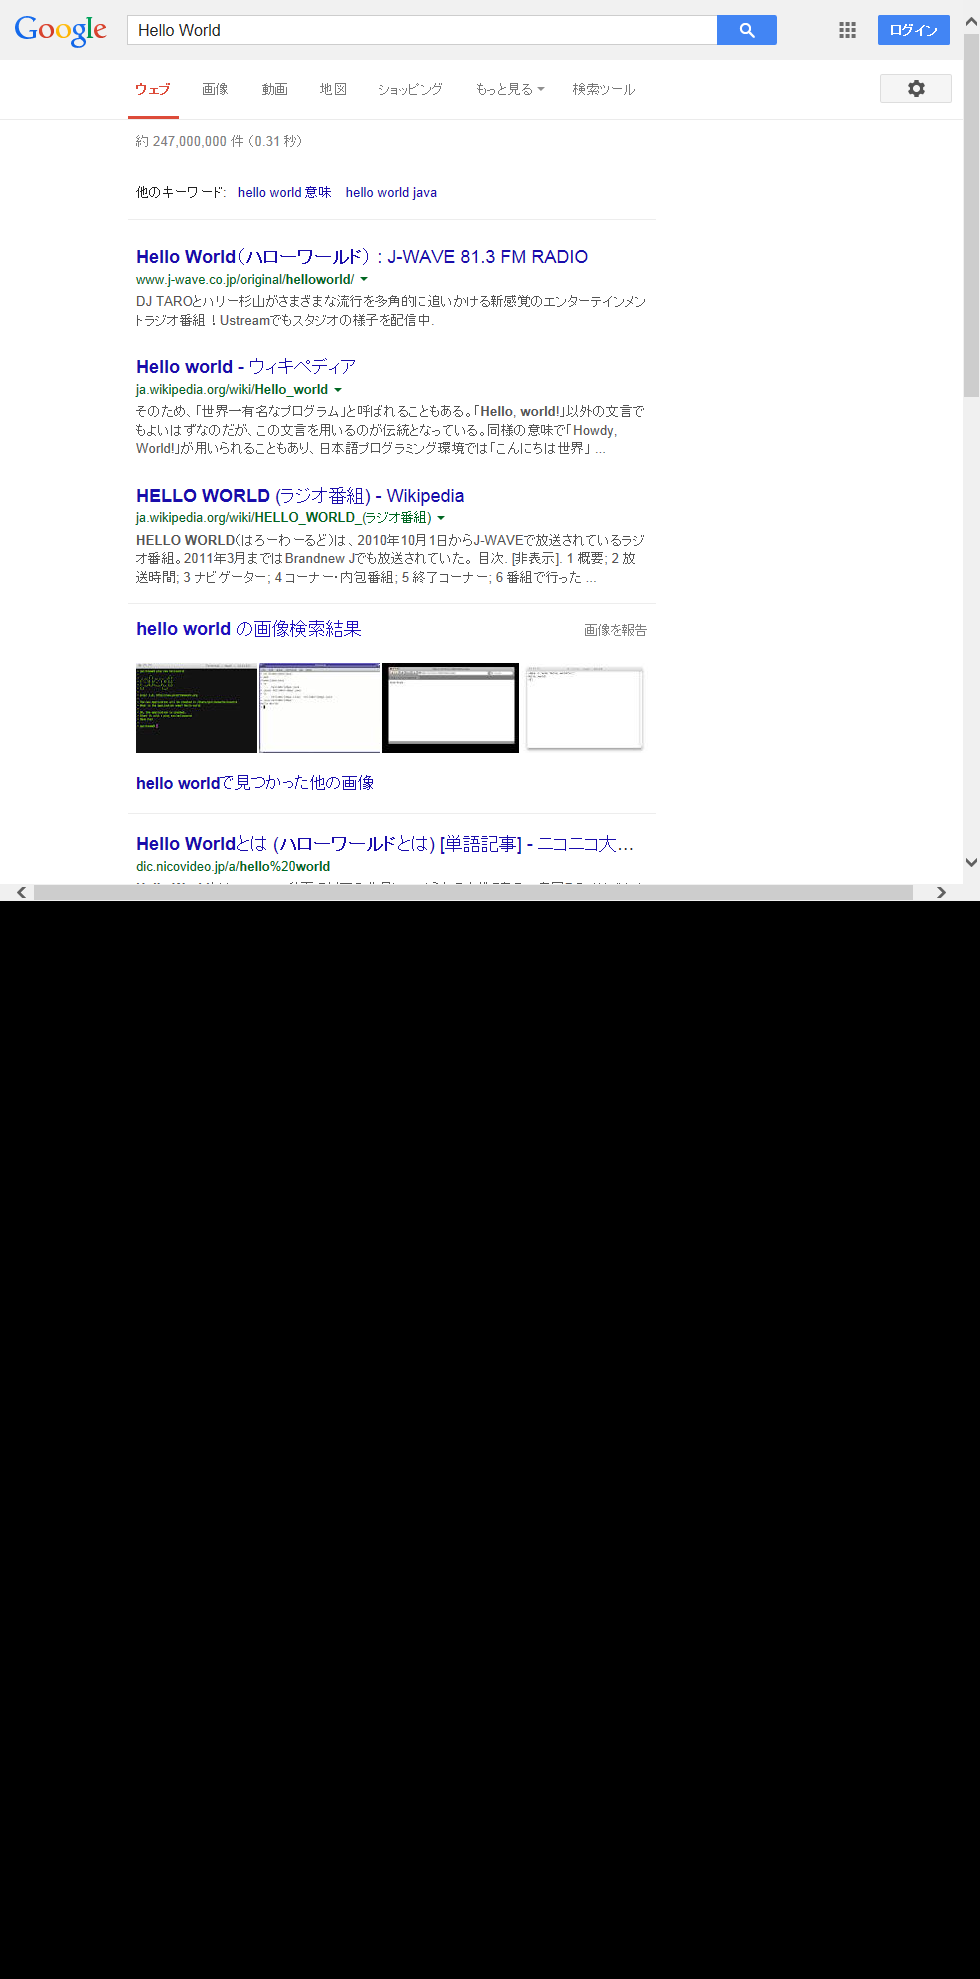 Google
Hello World
ログイン
ウェブ 画像 動画 地図 ショッピング もっと見る 検索ツール
約 247,000,000 件 (0.31 秒)
他のキーワード: hello world 意味 hello world java
Hello World(ハローワールド) : J-WAVE 81.3 FM RADIO
www.j-wave.co.jp/original/helloworld/
DJ TAROとハリー杉山がさまざまな流行を多角的に追いかける新感覚のエンターテインメン
トラジオ番組！Ustreamでもスタジオの様子を配信中.
Hello world - ウィキペディア
ja.wikipedia.org/wiki/Hello_world
そのため、「世界一有名なプログラム」と呼ばれることもある。「Hello, world!」以外の文言で
もよいはずなのだが、この文言を用いるのが伝統となっている。同様の意味で「Howdy,
World!」が用いられることもあり、日本語プログラミング環境では「こんにちは世界」 ...
HELLO WORLD (ラジオ番組) - Wikipedia
ja.wikipedia.org/wiki/HELLO_WORLD_(ラジオ番組)
HELLO WORLD(はろーわーるど)は、2010年10月1日からJ-WAVEで放送されているラジ
オ番組。2011年3月まではBrandnew Jでも放送されていた。 目次. [非表示]. 1 概要; 2 放
送時間; 3 ナビゲーター; 4 コーナー・内包番組; 5 終了コーナー; 6 番組で行った ...
hello world の画像検索結果
画像を報告
hello worldで見つかった他の画像
Hello Worldとは (ハローワールドとは) [単語記事] - ニコニコ大...
dic.nicovideo.jp/a/hello%20world